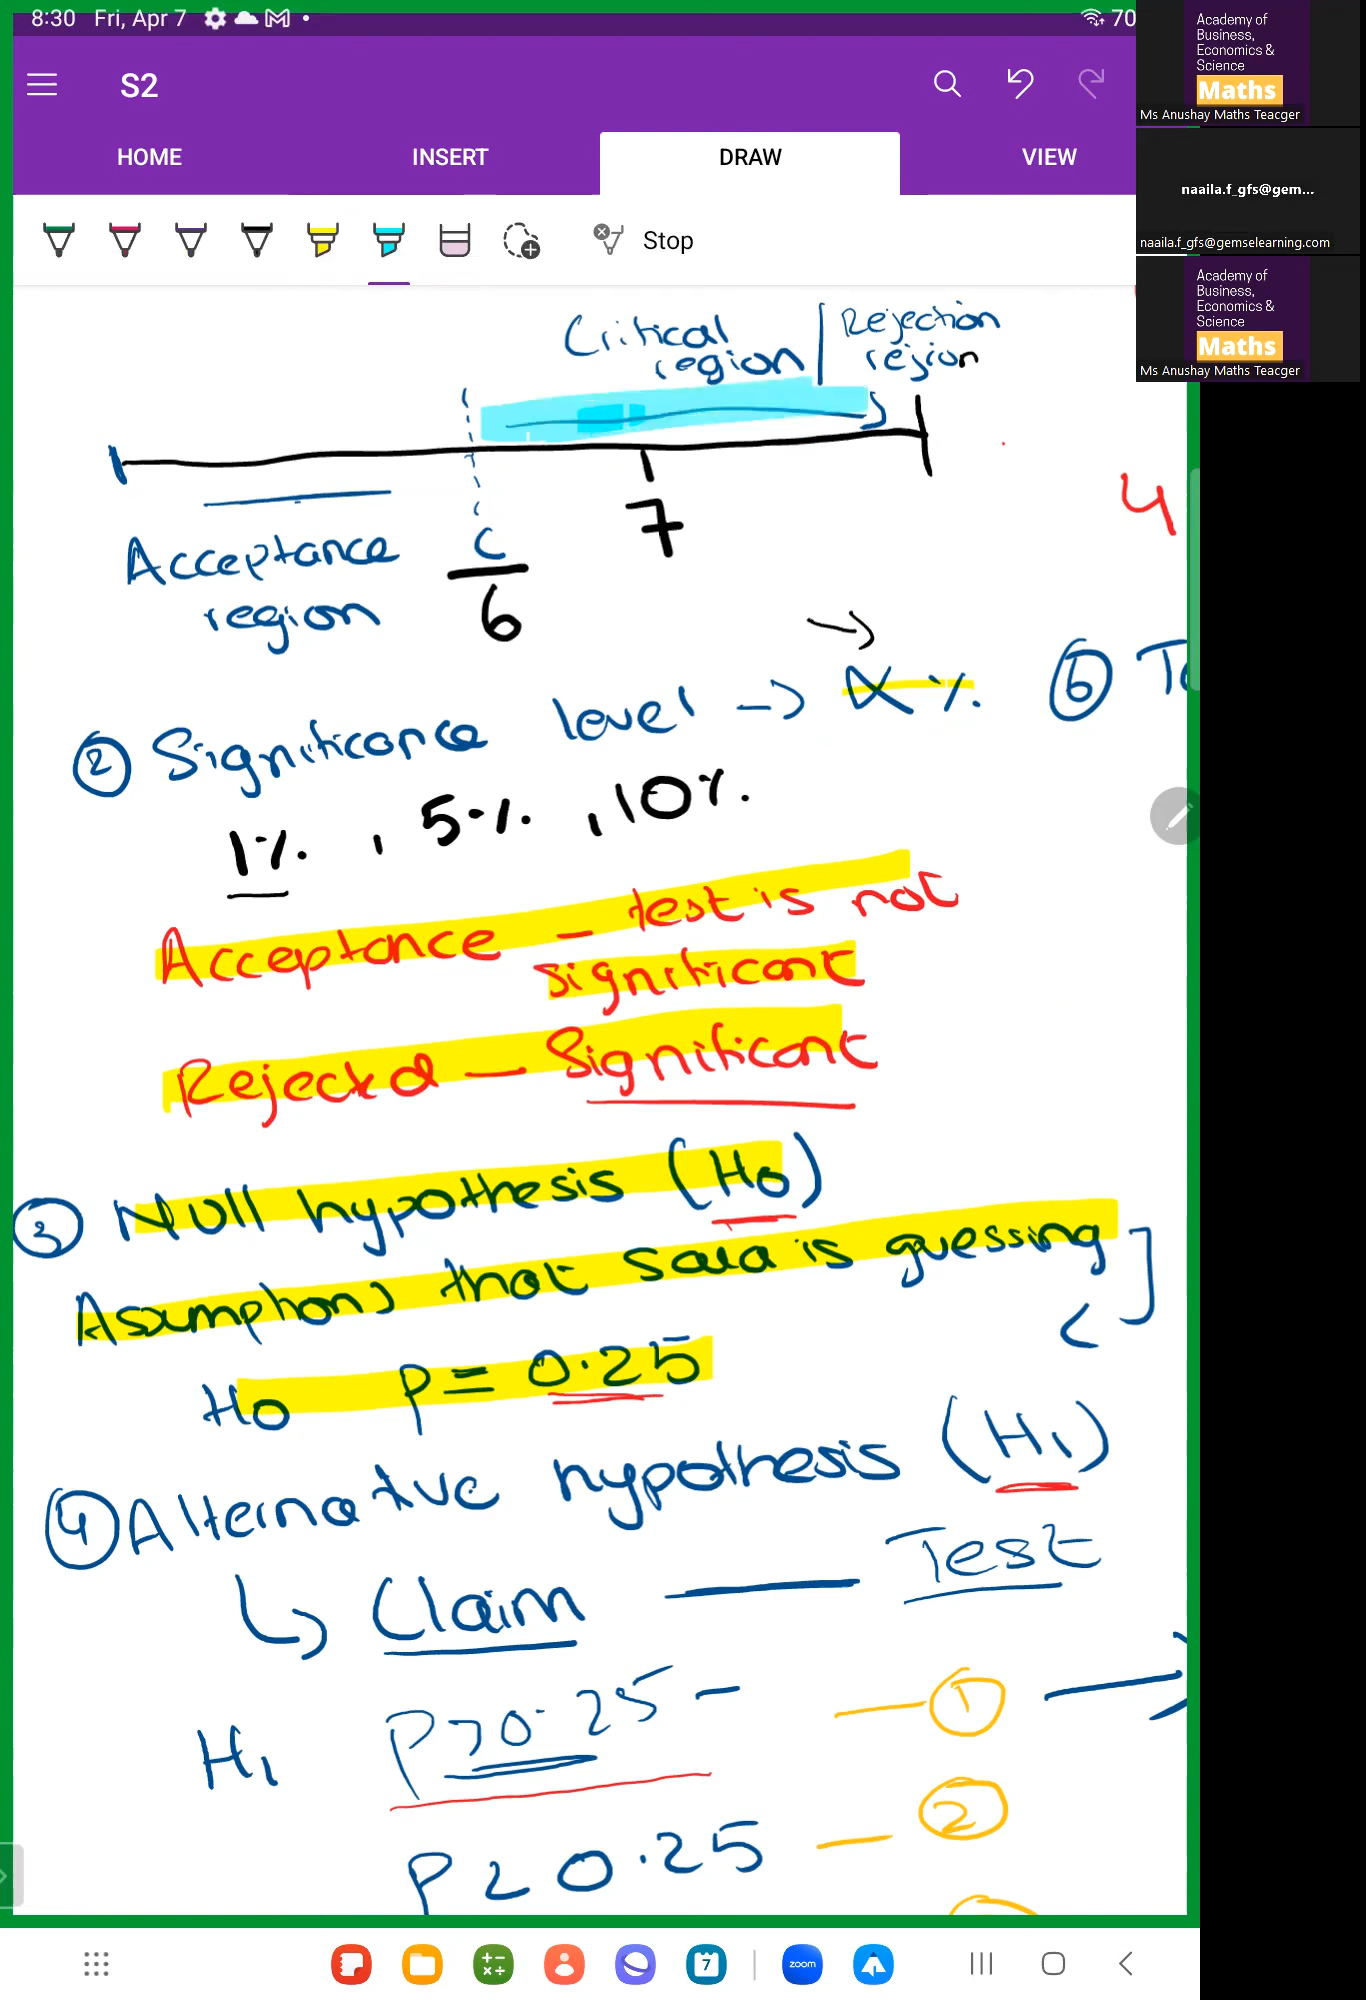 8:30 Fri, Apr 7
70
S2
HOME
INSERT
DRAW
VIEW
Stop
Academy of
Business,
Economics &
Science
Maths
Ms Anushay Maths Teacger
naaila.f_gfs@gem...
naaila.f_gfs@gemselearning.com
Academy of
Business,
Economics &
Science
Maths
Ms Anushay Maths Teacger
Critical region
Rejection region
Acceptance region
C
6
7
4
② Significance level → α %
⑥
1%, 5%, 10%
Acceptance - test is not
significant
Rejected - Significant
③ Null hypothesis (H0)
Assumptions that Sara is guessing
H0 P = 0.25
④ Alternative hypothesis (H1)
↳ Claim — Test
H1 P > 0.25 - — ①
P < 0.25 — ②
7
zoom